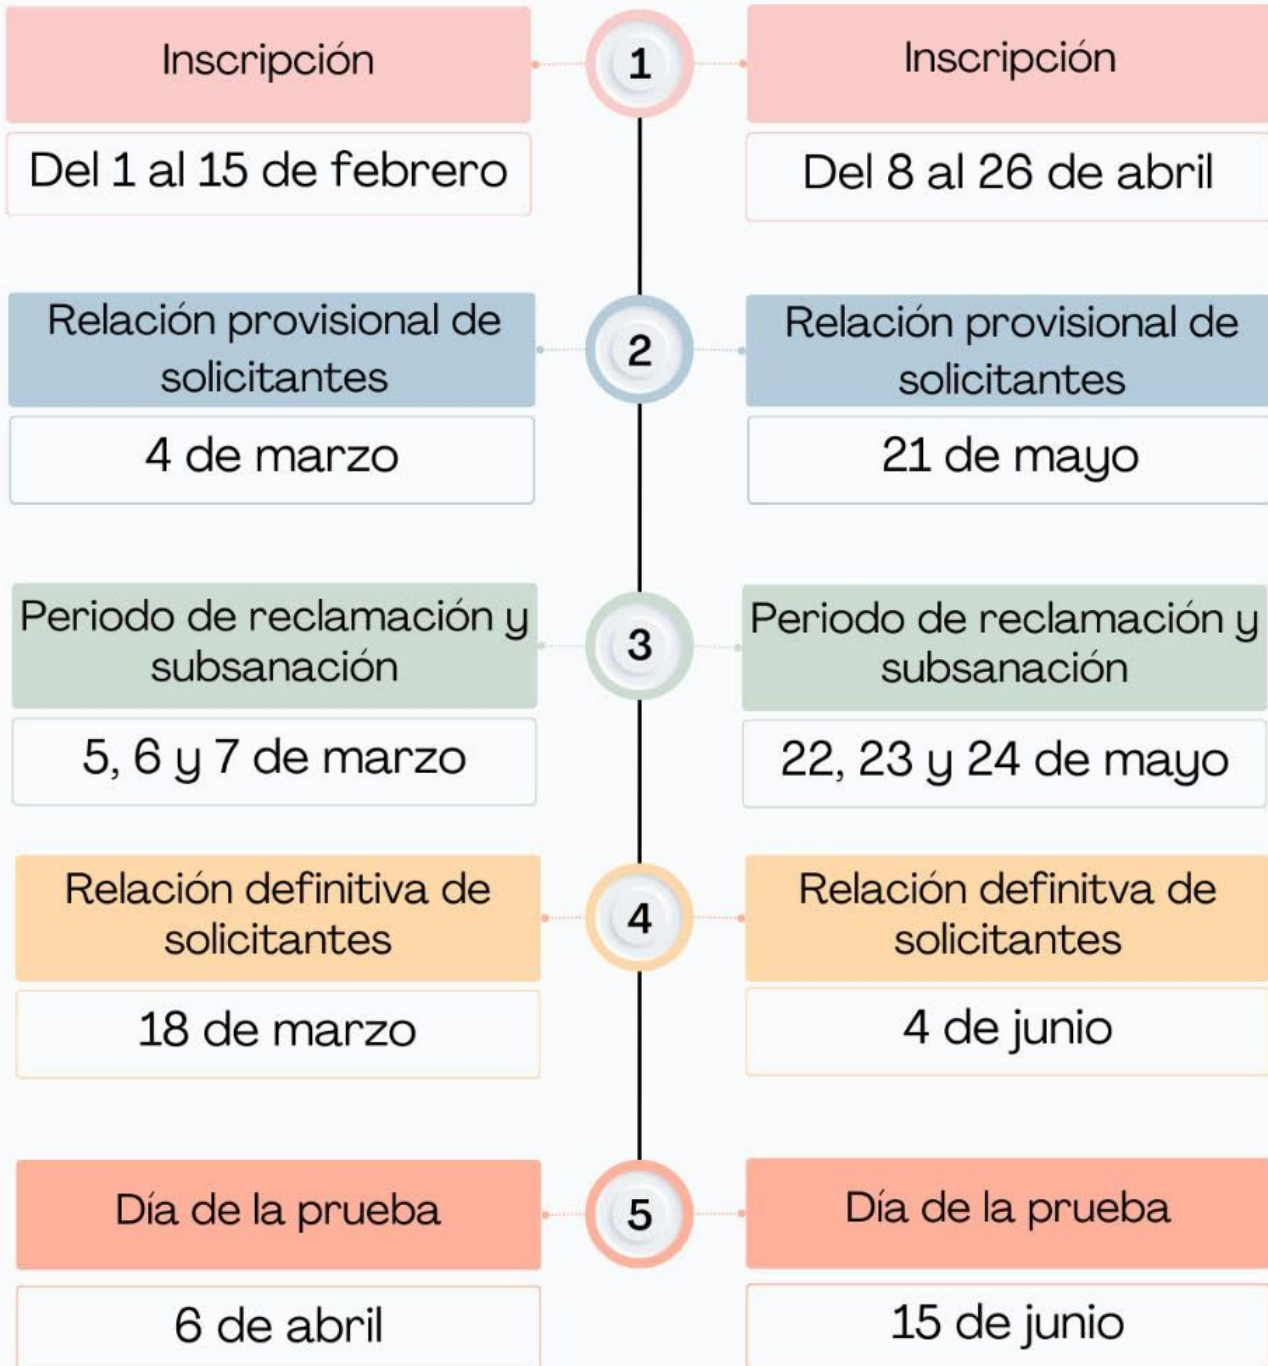 Inscripción
1
Inscripción
Del 1 al 15 de febrero
Del 8 al 26 de abril
Relación provisional de
solicitantes
2
Relación provisional de
solicitantes
4 de marzo
21 de mayo
Periodo de reclamación y
subsanación
3
Periodo de reclamación y
subsanación
5, 6 y 7 de marzo
22, 23 y 24 de mayo
Relación definitiva de
solicitantes
4
Relación definitva de
solicitantes
18 de marzo
4 de junio
Día de la prueba
5
Día de la prueba
6 de abril
15 de junio